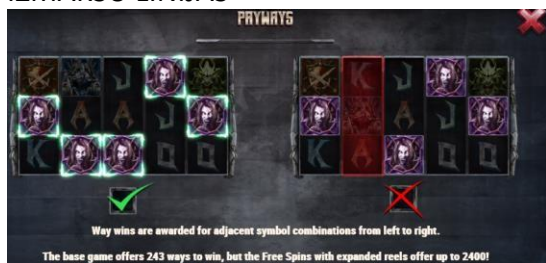 PAYWAYS
J
A A J
K Q Q
K J
A J
K A Q Q
Way wins are awarded for adjacent symbol combinations from left to right.
The base game offers 243 ways to win, but the Free Spins with expanded reels offer up to 2400!